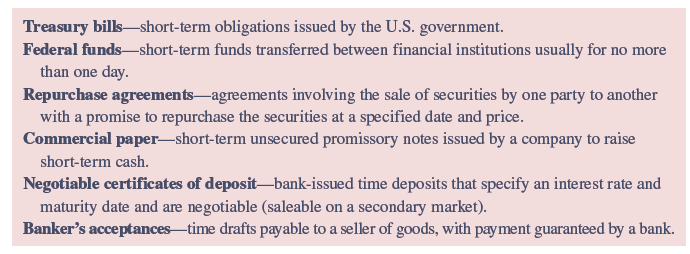 Treasury bills—short-term obligations issued by the U.S. government.
Federal funds—short-term funds transferred between financial institutions usually for no more
than one day.
Repurchase agreements—agreements involving the sale of securities by one party to another
with a promise to repurchase the securities at a specified date and price.
Commercial paper—short-term unsecured promissory notes issued by a company to raise
short-term cash.
Negotiable certificates of deposit—bank-issued time deposits that specify an interest rate and
maturity date and are negotiable (saleable on a secondary market).
Banker’s acceptances—time drafts payable to a seller of goods, with payment guaranteed by a bank.